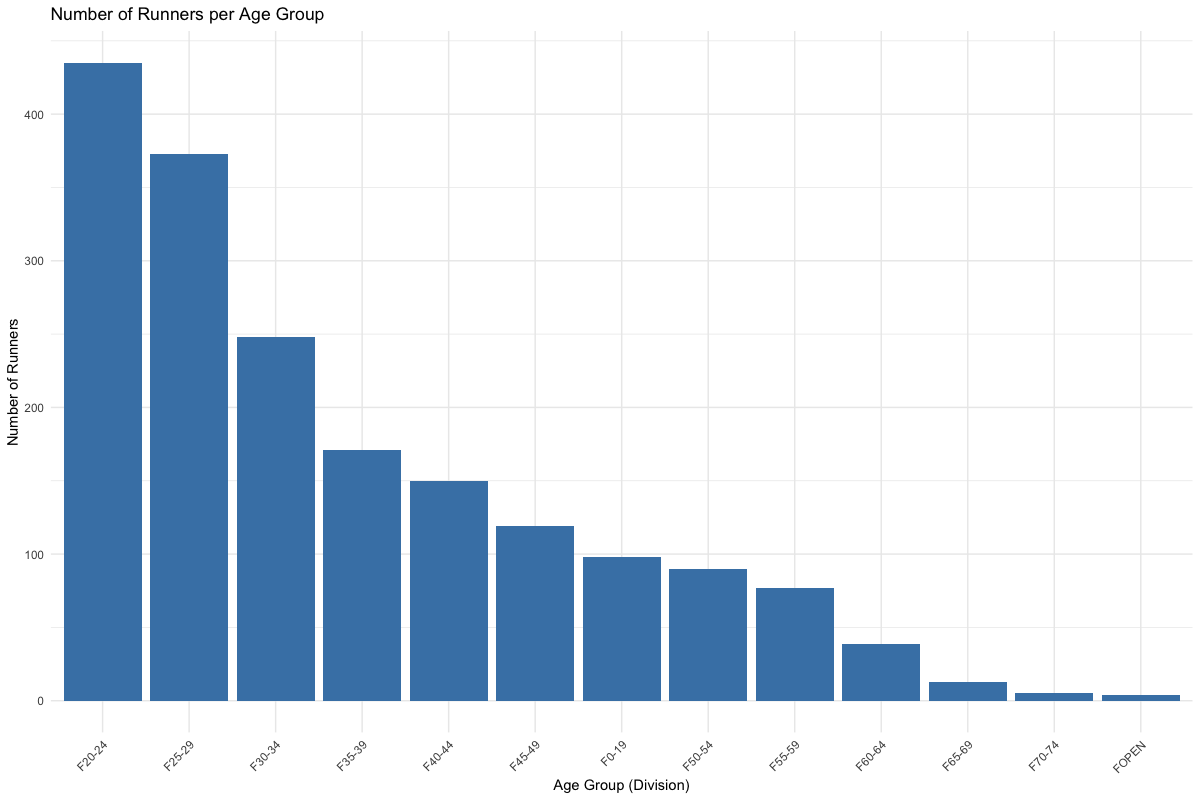 Number of Runners per Age Group
Number of Runners
400
300
200
100
0
F20-24
F25-29
F30-34
F35-39
F40-44
F45-49
F0-19
F50-54
F55-59
F60-64
F65-69
F70-74
FOPEN
Age Group (Division)